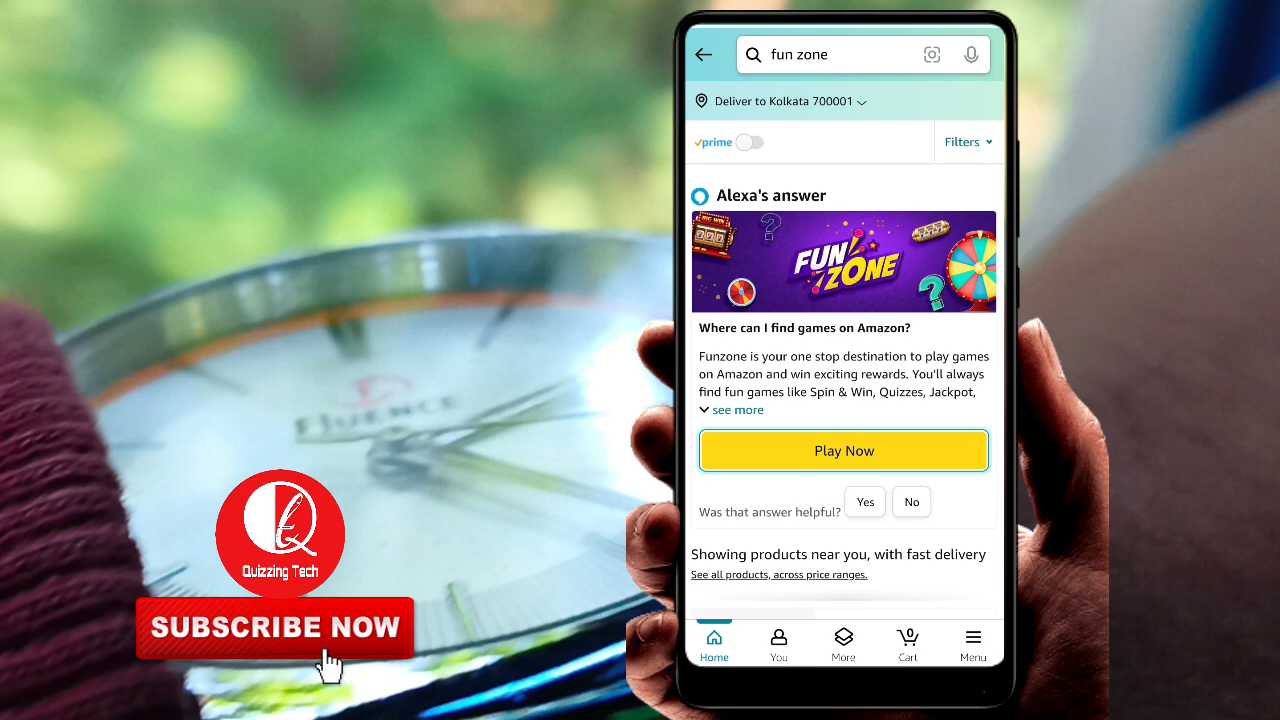 fun zone
Deliver to Kolkata 700001
prime
Filters
Alexa's answer
BIG WIN
777
FUN
ZONE
Where can I find games on Amazon?
Funzone is your one stop destination to play games
on Amazon and win exciting rewards. You'll always
find fun games like Spin & Win, Quizzes, Jackpot,
see more
Play Now
Was that answer helpful?
Yes
No
Showing products near you, with fast delivery
See all products, across price ranges.
Home
You
More
0
Cart
Menu
FLUENCE
Quizzing Tech
SUBSCRIBE NOW